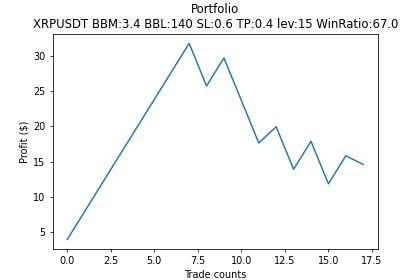 Portfolio
XRPUSDT BBM:3.4 BBL:140 SL:0.6 TP:0.4 lev:15 WinRatio:67.0
30
25
20
15
10
5
Profit ($)
0.0 2.5 5.0 7.5 10.0 12.5 15.0 17.5
Trade counts